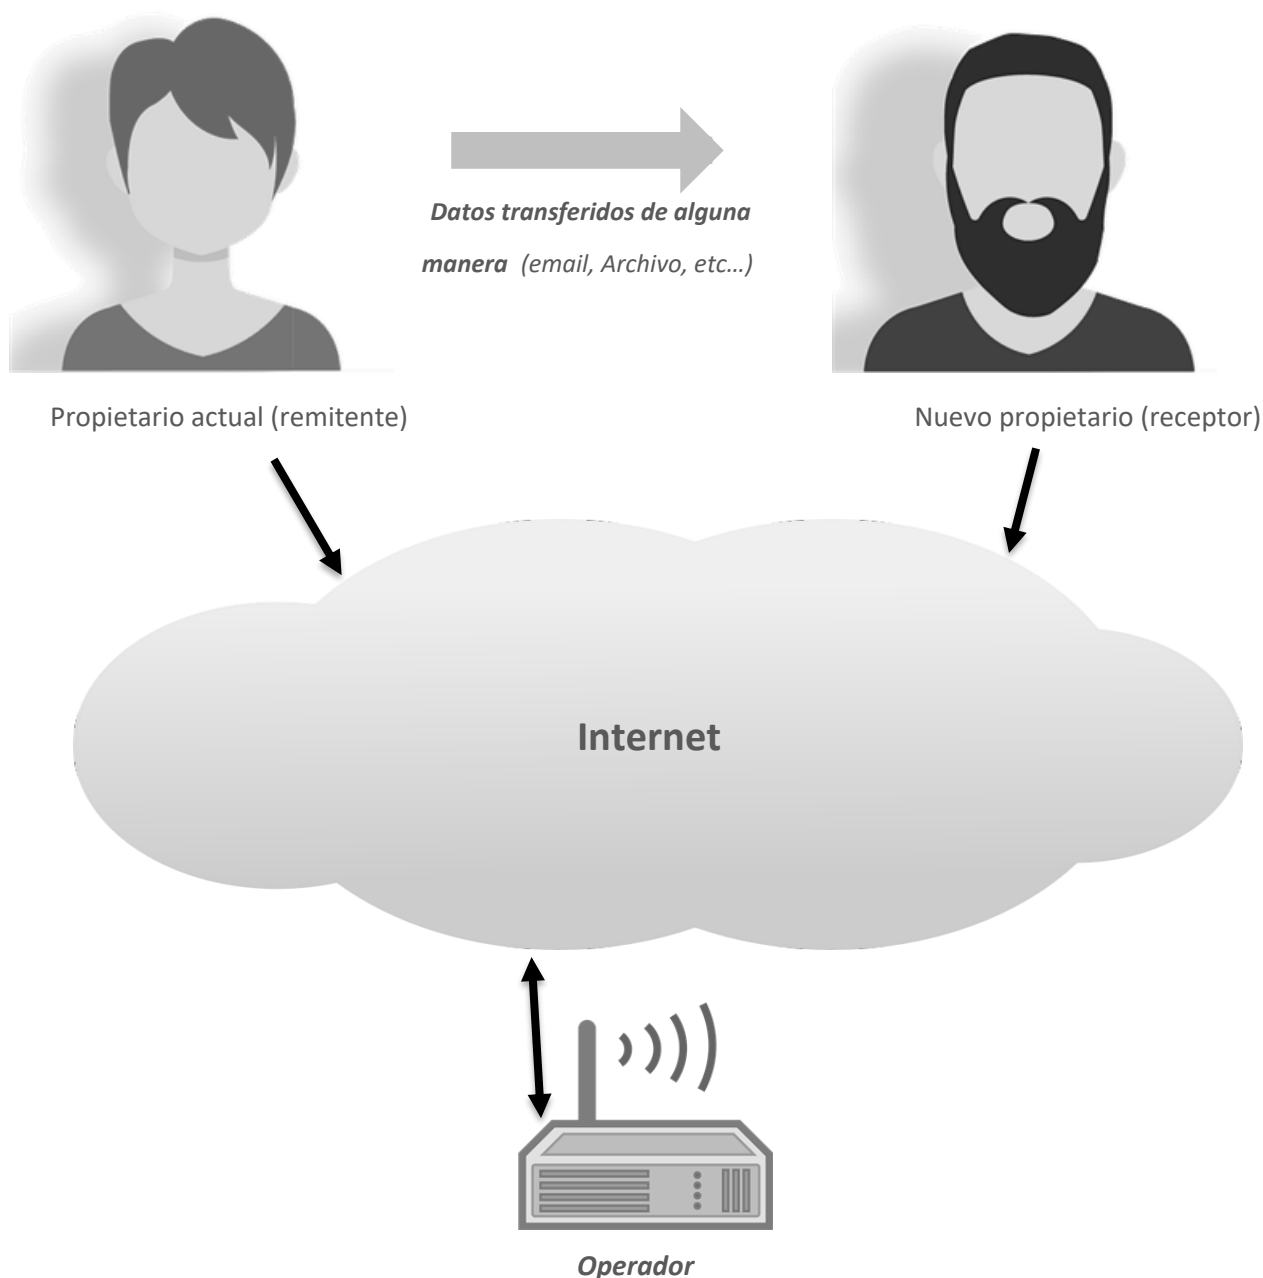 Datos transferidos de alguna
manera (email, Archivo, etc...)
Propietario actual (remitente)
Nuevo propietario (receptor)
Internet
Operador